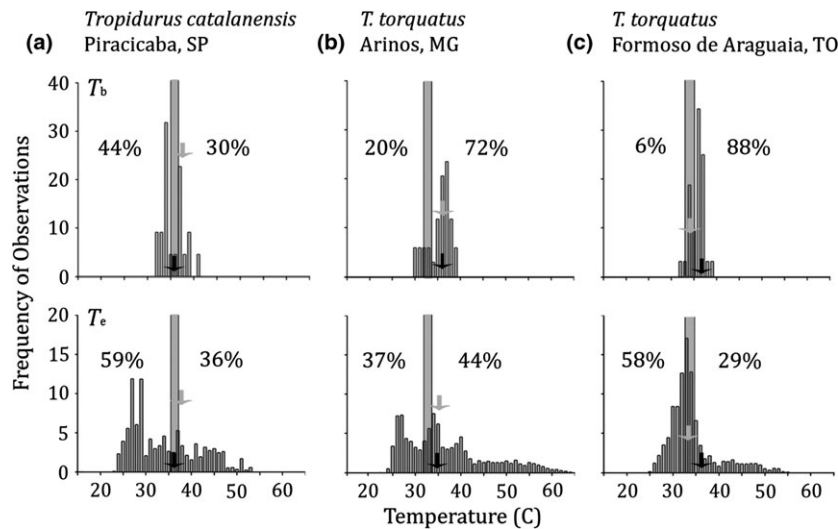 Tropidurus catalanensis
(a) Piracicaba, SP
T. torquatus
(b) Arinos, MG
T. torquatus
(c) Formoso de Araguaia, TO
Frequency of Observations
40
30
20
10
0
Tb
44% 30%
20% 72%
6% 88%
20
15
10
5
0
Te
59% 36%
37% 44%
58% 29%
20 30 40 50 60
20 30 40 50 60
20 30 40 50 60
Temperature (C)